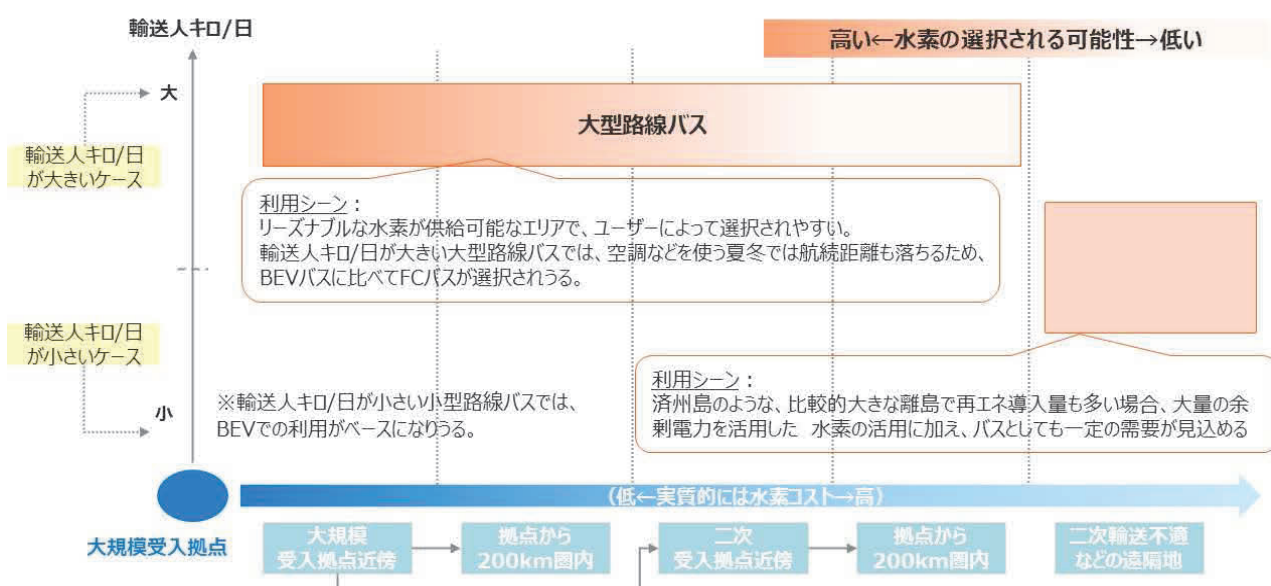 輸送人キロ/日
高い←水素の選択される可能性→低い
大
大型路線バス
輸送人キロ/日
が大きいケース
利用シーン：
リーズナブルな水素が供給可能なエリアで、ユーザーによって選択されやすい。
輸送人キロ/日が大きい大型路線バスでは、空調などを使う夏冬では航続距離も落ちるため、
BEVバスに比べてFCバスが選択されうる。
輸送人キロ/日
が小さいケース
小
※輸送人キロ/日が小さい小型路線バスでは、
BEVでの利用がベースになりうる。
利用シーン：
済州島のような、比較的大きな離島で再エネ導入量も多い場合、大量の余
剰電力を活用した 水素の活用に加え、バスとしても一定の需要が見込める
(低←実質的には水素コスト→高)
大規模受入拠点
大規模
受入拠点近傍
拠点から
200km圏内
二次
受入拠点近傍
拠点から
200km圏内
二次輸送不適
などの遠隔地